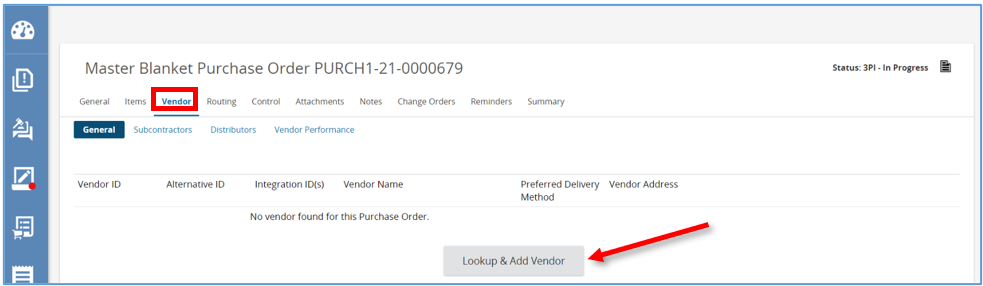 Master Blanket Purchase Order PURCH1-21-0000679
Status: 3PI - In Progress
General Items Vendor Routing Control Attachments Notes Change Orders Reminders Summary
General Subcontractors Distributors Vendor Performance
Vendor ID Alternative ID Integration ID(s) Vendor Name Preferred Delivery Vendor Address
Method
No vendor found for this Purchase Order.
Lookup & Add Vendor